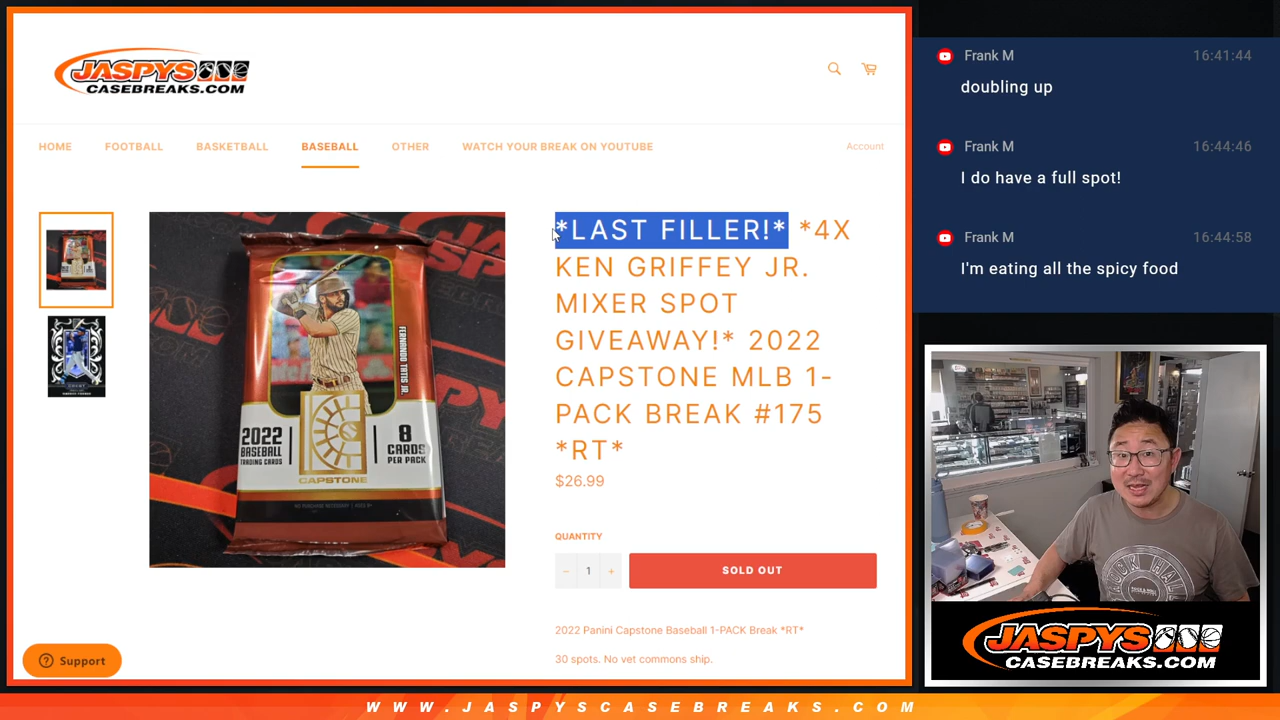 JASPYS
CASEBREAKS.COM
HOME
FOOTBALL
BASKETBALL
BASEBALL
OTHER
WATCH YOUR BREAK ON YOUTUBE
Account
*LAST FILLER!* *4X
KEN GRIFFEY JR.
MIXER SPOT
GIVEAWAY!* 2022
CAPSTONE MLB 1-
PACK BREAK #175
*RT*
$26.99
QUANTITY
− 1 +
SOLD OUT
2022 Panini Capstone Baseball 1-PACK Break *RT*
30 spots. No vet commons ship.
FERNANDO TATIS JR.
2022
BASEBALL
TRADING CARDS
8
CARDS
PER PACK
CAPSTONE
Support
Frank M 16:41:44
doubling up
Frank M 16:44:46
I do have a full spot!
Frank M 16:44:58
I'm eating all the spicy food
JASPYS
CASEBREAKS.COM
WWW.JASPYSCASEBREAKS.COM